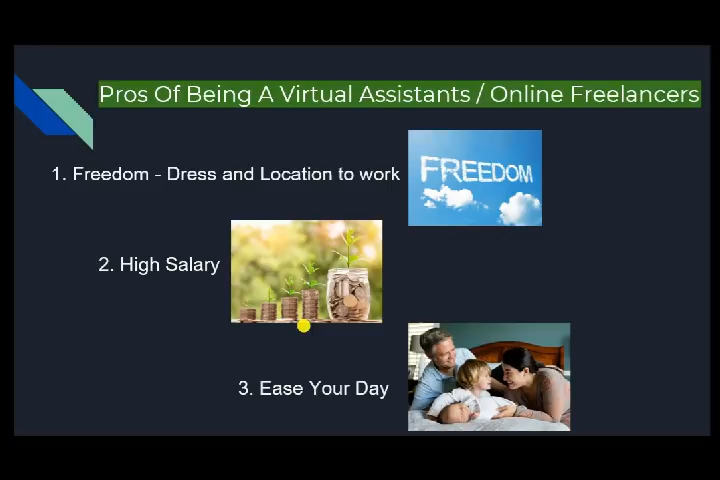 Pros Of Being A Virtual Assistants / Online Freelancers
1. Freedom - Dress and Location to work
FREEDOM
2. High Salary
3. Ease Your Day